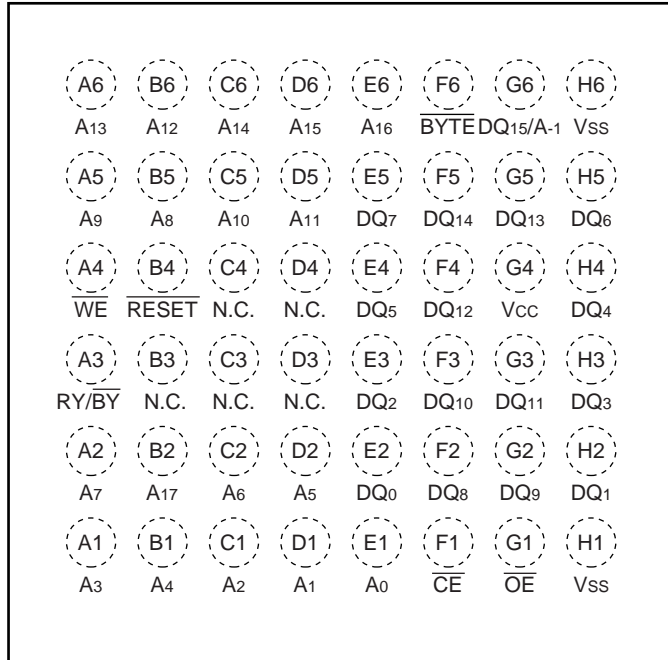 A6 B6 C6 D6 E6 F6 G6 H6
A13 A12 A14 A15 A16 BYTE DQ15/A-1 VSS
A5 B5 C5 D5 E5 F5 G5 H5
A9 A8 A10 A11 DQ7 DQ14 DQ13 DQ6
A4 B4 C4 D4 E4 F4 G4 H4
WE RESET N.C. N.C. DQ5 DQ12 VCC DQ4
A3 B3 C3 D3 E3 F3 G3 H3
RY/BY N.C. N.C. N.C. DQ2 DQ10 DQ11 DQ3
A2 B2 C2 D2 E2 F2 G2 H2
A7 A17 A6 A5 DQ0 DQ8 DQ9 DQ1
A1 B1 C1 D1 E1 F1 G1 H1
A3 A4 A2 A1 A0 CE OE VSS